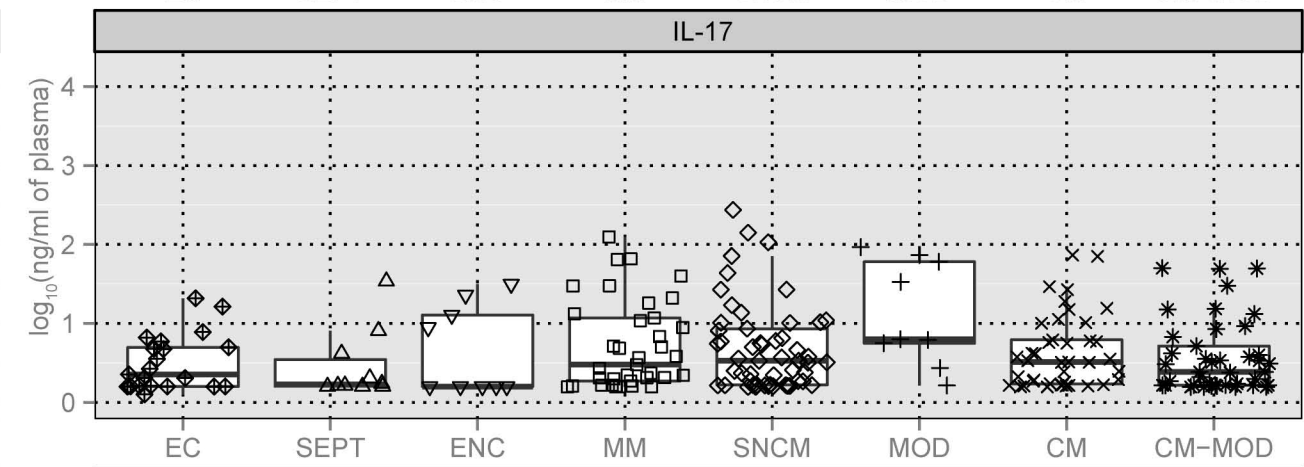 IL-17
log10(ng/ml of plasma)
4
3
2
1
0
EC SEPT ENC MM SNCM MOD CM CM-MOD